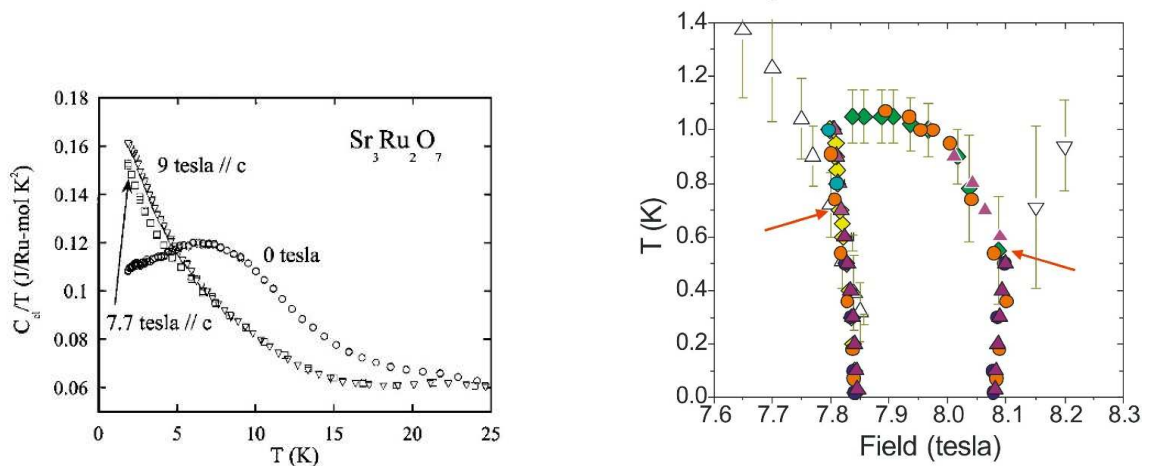 0.18
0.16
0.14
0.12
0.1
0.08
0.06
Sr₃Ru₂O₇
9 tesla // c
0 tesla
7.7 tesla // c
C_el/T (J/Ru-mol K²)
0 5 10 15 20 25
T (K)
1.4
1.2
1.0
0.8
0.6
0.4
0.2
0.0
T (K)
7.6 7.7 7.8 7.9 8.0 8.1 8.2 8.3
Field (tesla)